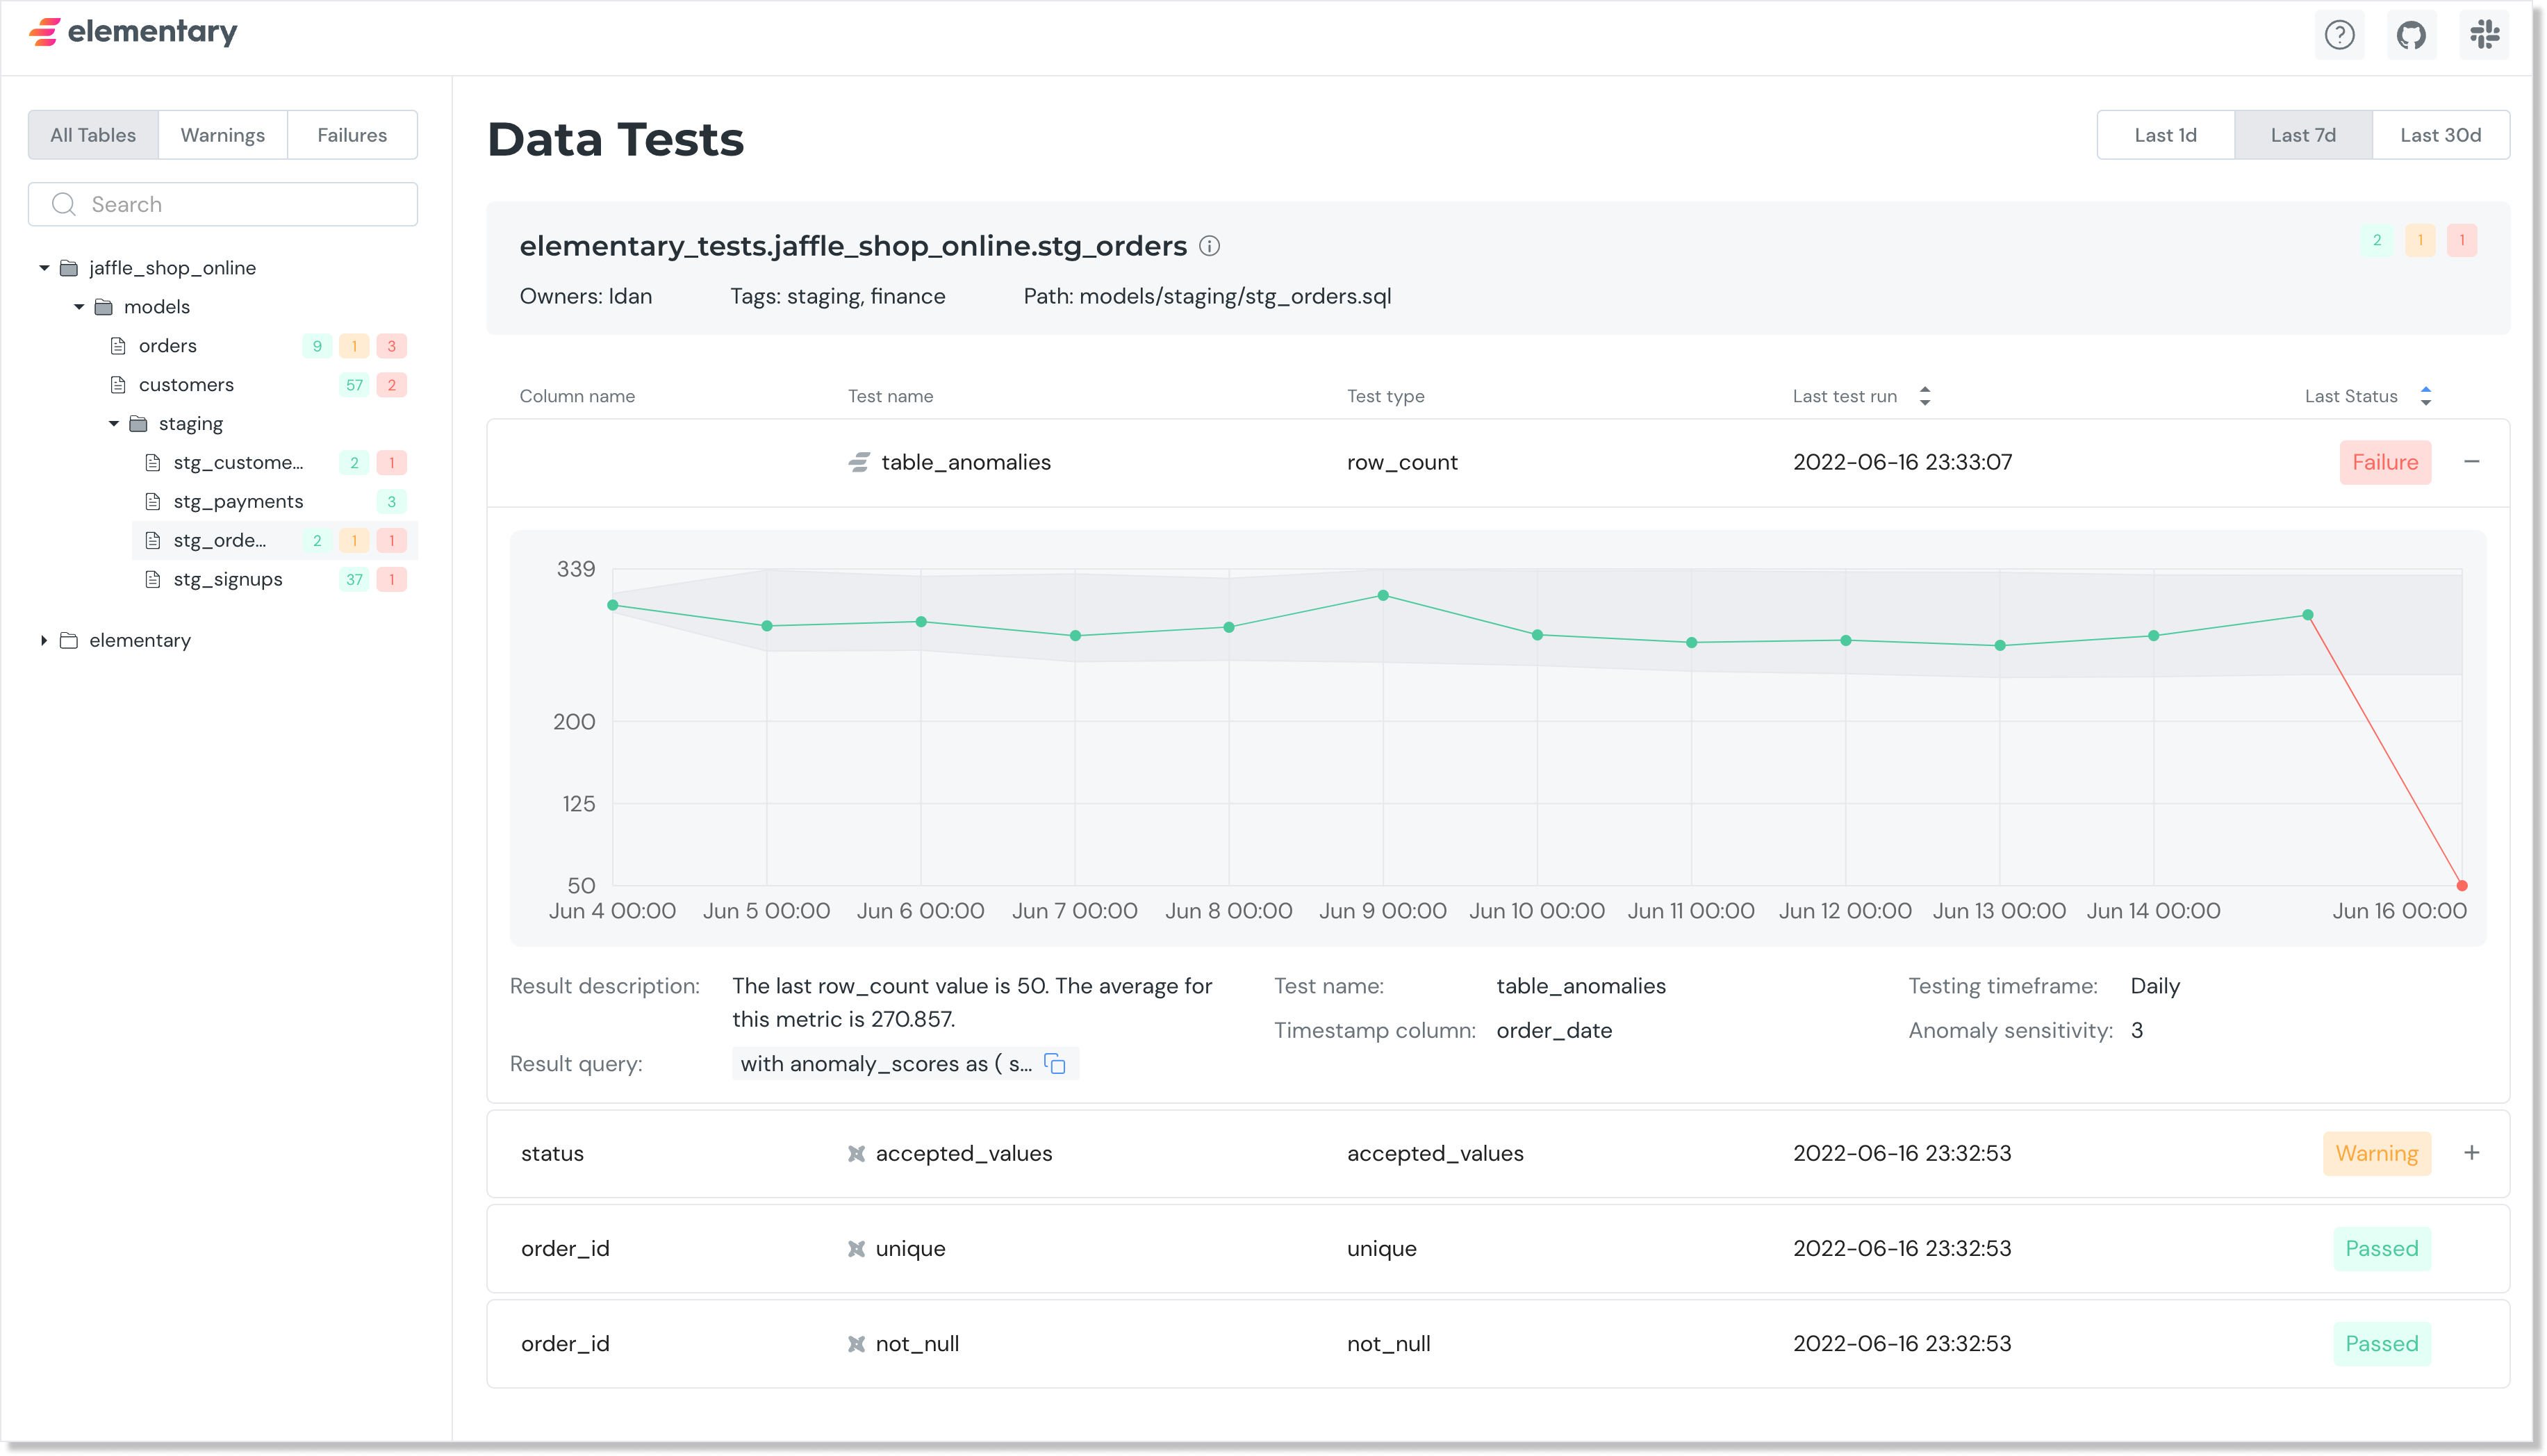 elementary
All Tables Warnings Failures
Search
jaffle_shop_online
models
orders 9 1 3
customers 57 2
staging
stg_custome... 2 1
stg_payments 3
stg_orde... 2 1 1
stg_signups 37 1
elementary
Data Tests
Last 1d Last 7d Last 30d
elementary_tests.jaffle_shop_online.stg_orders
2 1 1
Owners: Idan Tags: staging, finance Path: models/staging/stg_orders.sql
Column name Test name Test type Last test run Last Status
table_anomalies row_count 2022-06-16 23:33:07 Failure
339
200
125
50
Jun 4 00:00 Jun 5 00:00 Jun 6 00:00 Jun 7 00:00 Jun 8 00:00 Jun 9 00:00 Jun 10 00:00 Jun 11 00:00 Jun 12 00:00 Jun 13 00:00 Jun 14 00:00 Jun 16 00:00
Result description: The last row_count value is 50. The average for
this metric is 270.857.
Result query: with anomaly_scores as ( s...
Test name: table_anomalies
Timestamp column: order_date
Testing timeframe: Daily
Anomaly sensitivity: 3
status accepted_values accepted_values 2022-06-16 23:32:53 Warning
order_id unique unique 2022-06-16 23:32:53 Passed
order_id not_null not_null 2022-06-16 23:32:53 Passed